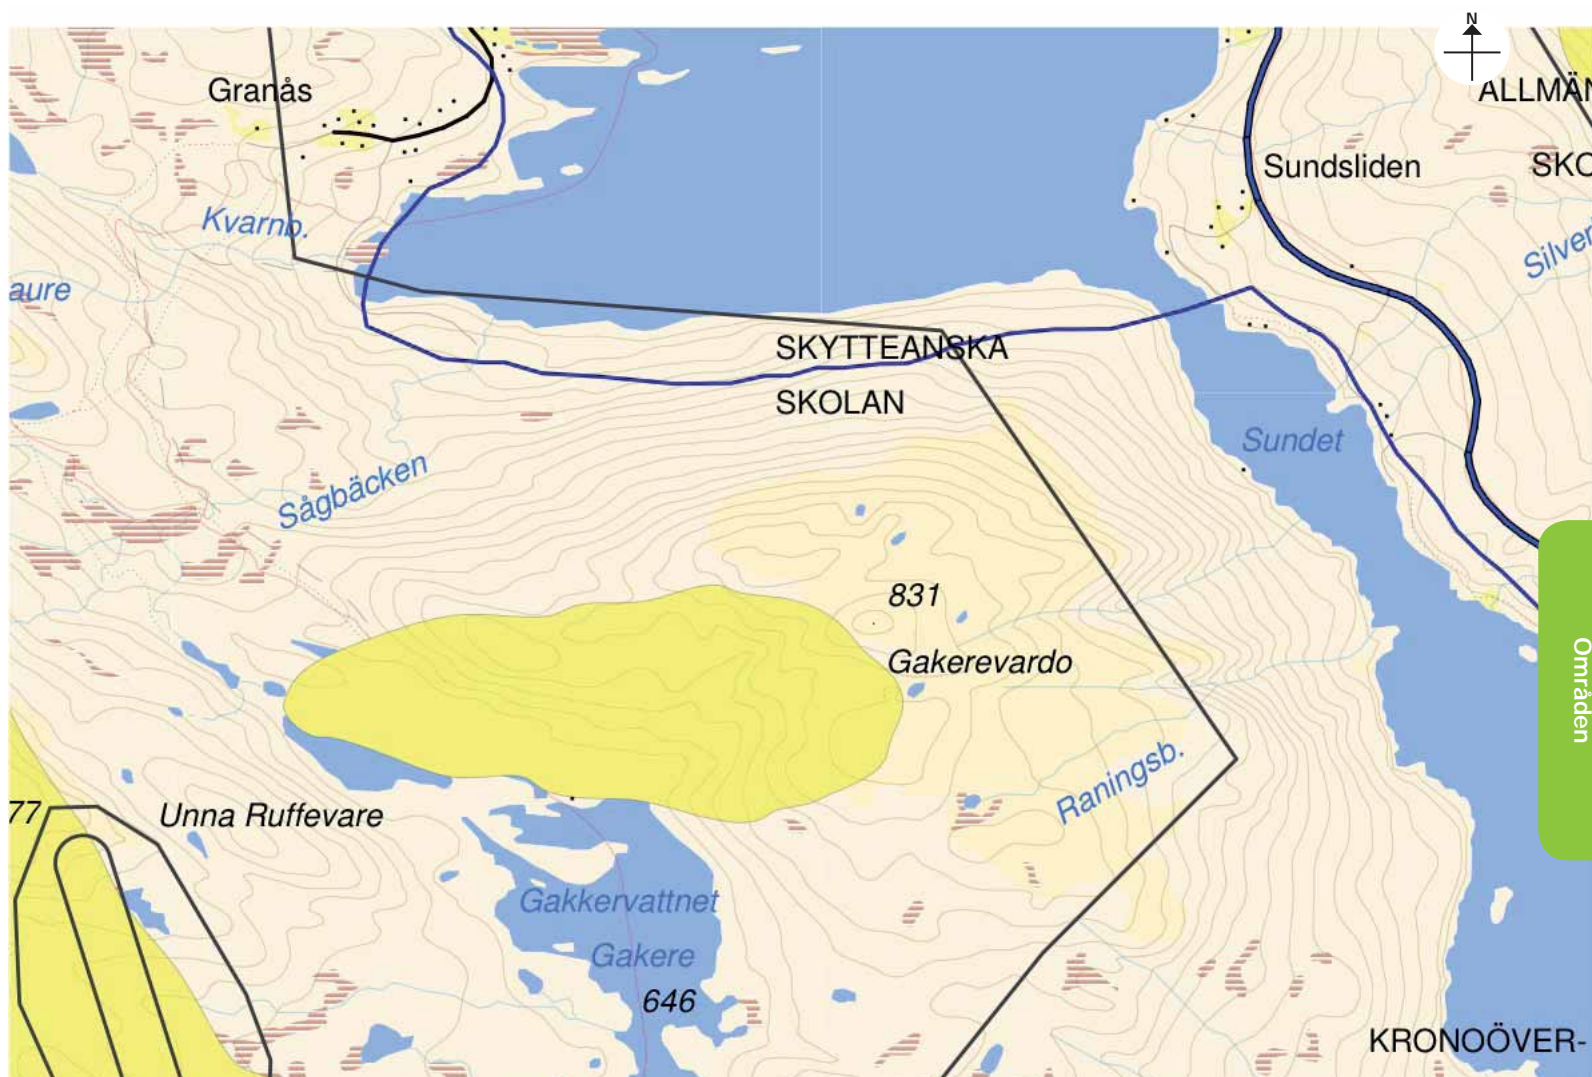 N
Granås
ALLMÄN
Sundsliden
SKO
Kvarnb.
Silver
aure
SKYTTEANSKA
SKOLAN
Sundet
Sågbäcken
831
Gakerevardo
Områden
Raningsb.
77
Unna Ruffevare
Gakkervattnet
Gakere
646
KRONOÖVER-